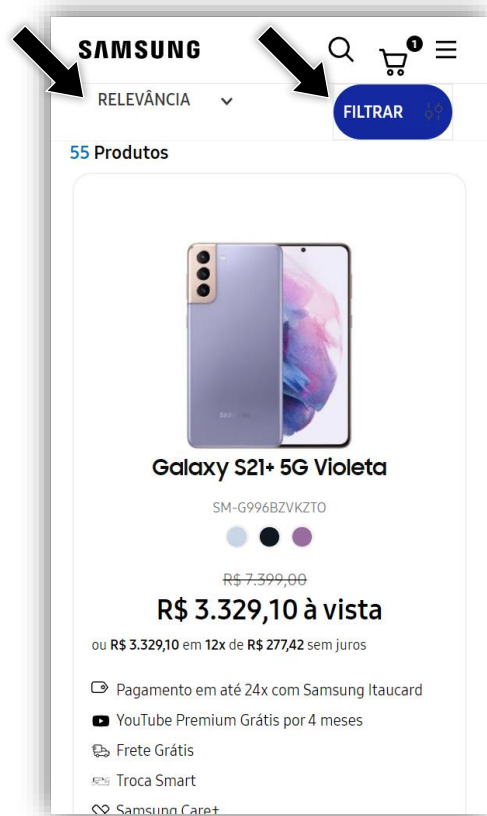 SAMSUNG
1
RELEVÂNCIA
FILTRAR
55 Produtos
Galaxy S21+ 5G Violeta
SM-G996BZVKZTO
R$ 7.399,00
R$ 3.329,10 à vista
ou R$ 3.329,10 em 12x de R$ 277,42 sem juros
Pagamento em até 24x com Samsung Itaucard
YouTube Premium Grátis por 4 meses
Frete Grátis
Troca Smart
Samsung Care+